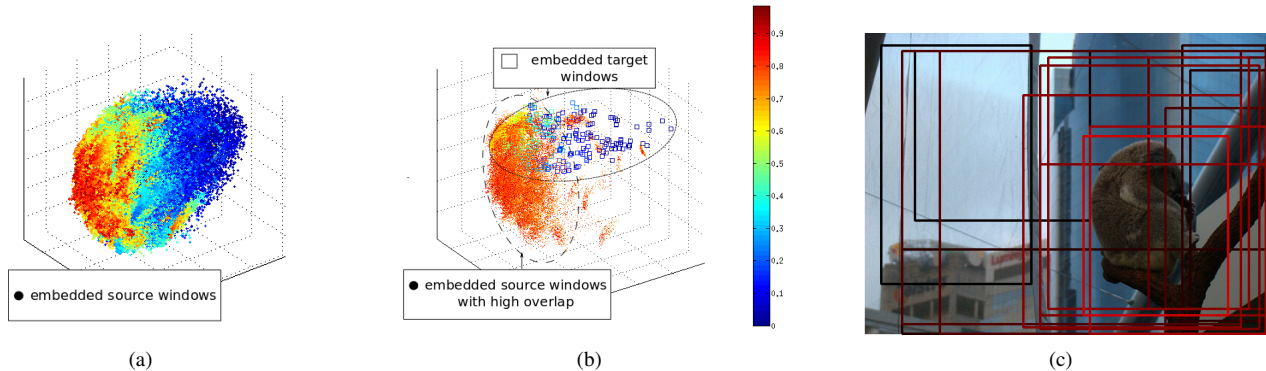 embedded source windows
(a)
embedded target
windows
embedded source windows
with high overlap
(b)
0.9
0.8
0.7
0.6
0.5
0.4
0.3
0.2
0.1
0
(c)